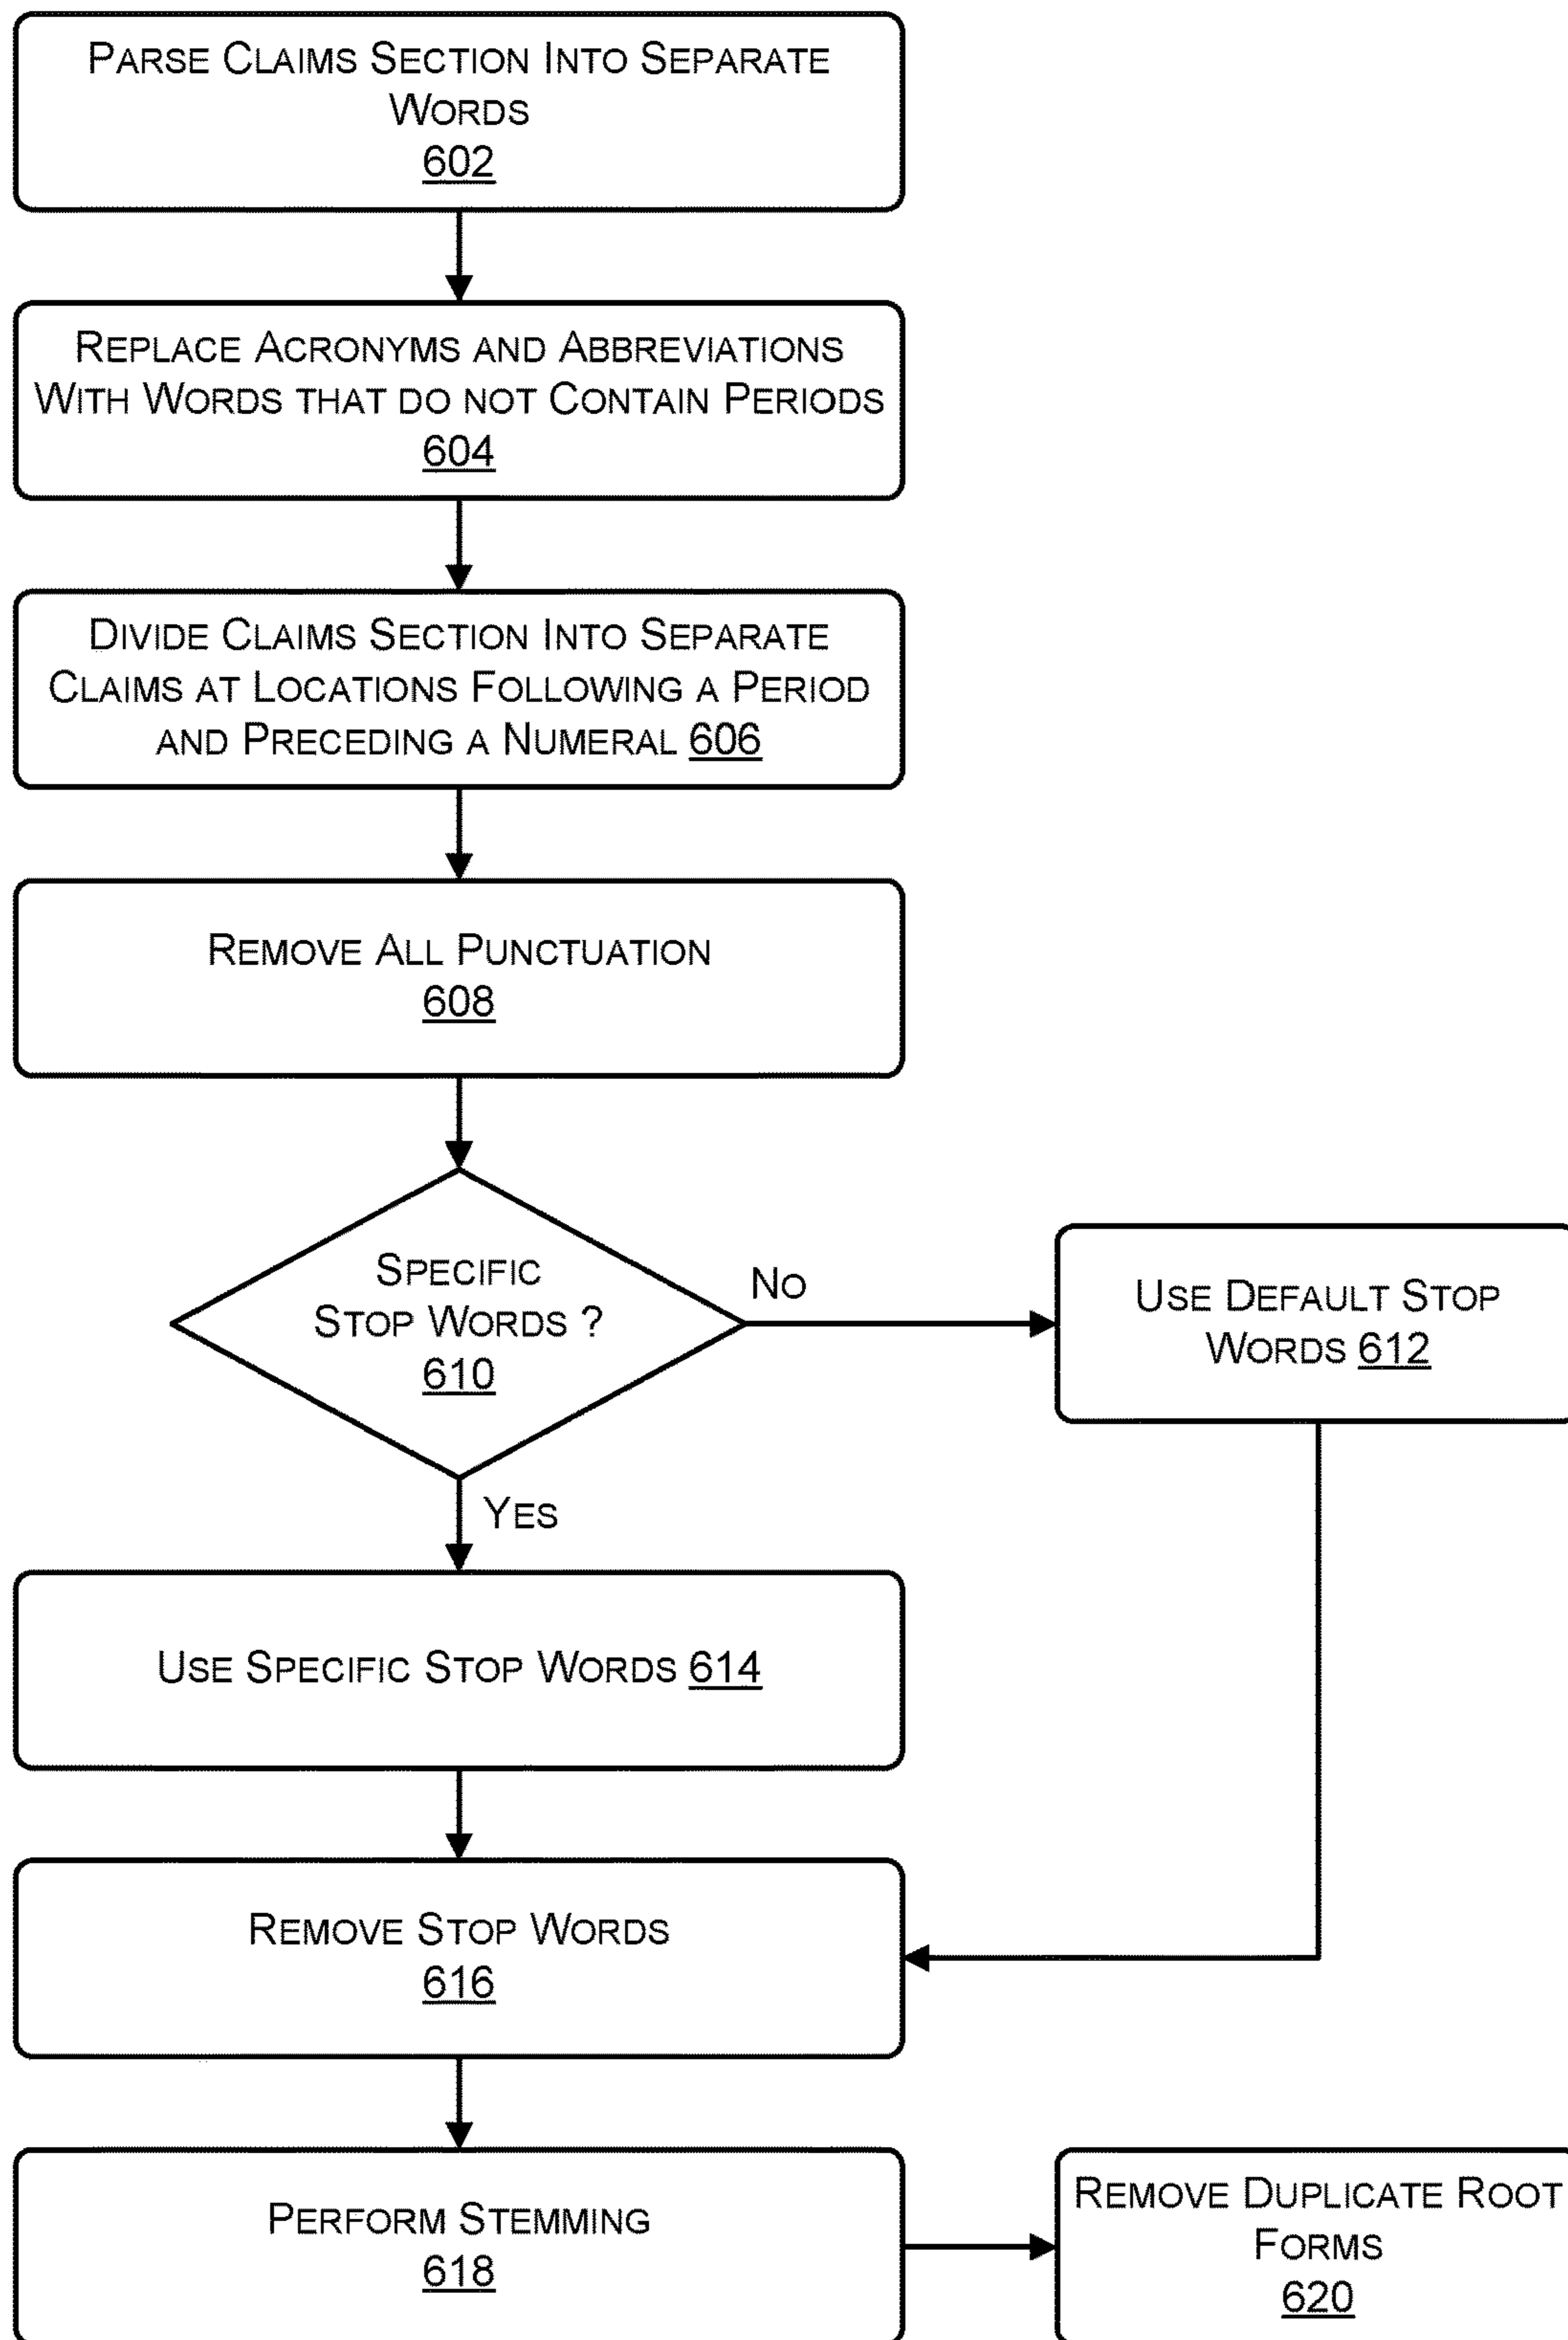 PARSE CLAIMS SECTION INTO SEPARATE
WORDS
602
REPLACE ACRONYMS AND ABBREVIATIONS
WITH WORDS THAT DO NOT CONTAIN PERIODS
604
DIVIDE CLAIMS SECTION INTO SEPARATE
CLAIMS AT LOCATIONS FOLLOWING A PERIOD
AND PRECEDING A NUMERAL 606
REMOVE ALL PUNCTUATION
608
SPECIFIC
STOP WORDS ?
610
NO
USE DEFAULT STOP
WORDS 612
YES
USE SPECIFIC STOP WORDS 614
REMOVE STOP WORDS
616
PERFORM STEMMING
618
REMOVE DUPLICATE ROOT
FORMS
620